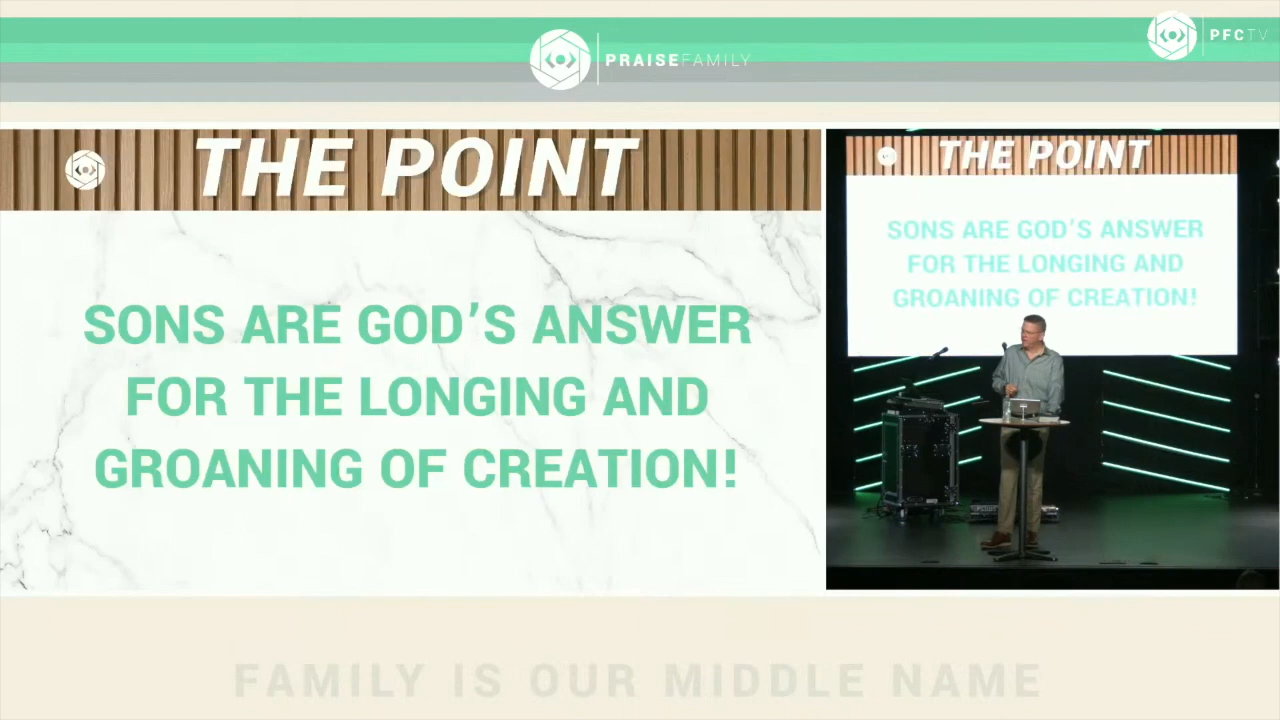 PRAISEFAMILY
PFCTV
THE POINT
SONS ARE GOD'S ANSWER
FOR THE LONGING AND
GROANING OF CREATION!
THE POINT
SONS ARE GOD'S ANSWER
FOR THE LONGING AND
GROANING OF CREATION!
FAMILY IS OUR MIDDLE NAME